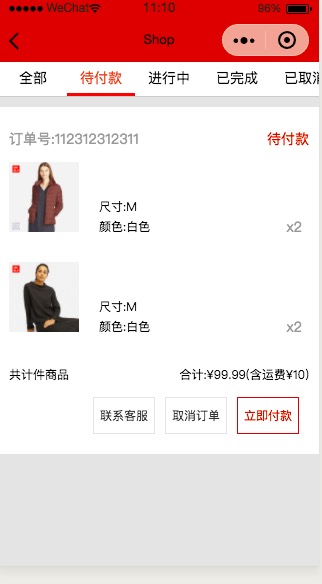 WeChat 11:10 96%
Shop
全部 待付款 进行中 已完成 已取消
订单号:112312312311 待付款
尺寸:M
颜色:白色 x2
尺寸:M
颜色:白色 x2
共计件商品 合计:¥99.99(含运费¥10)
联系客服 取消订单 立即付款